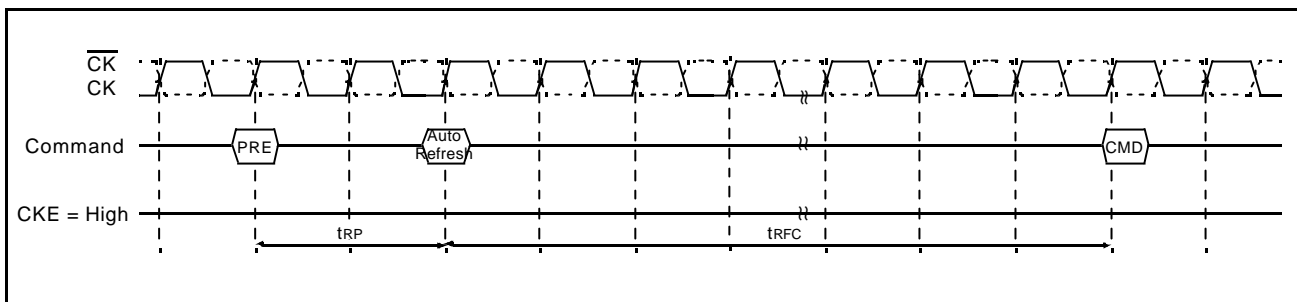 CK
CK
Command
PRE
Auto
Refresh
≈
CMD
CKE = High
≈
tRP
tRFC